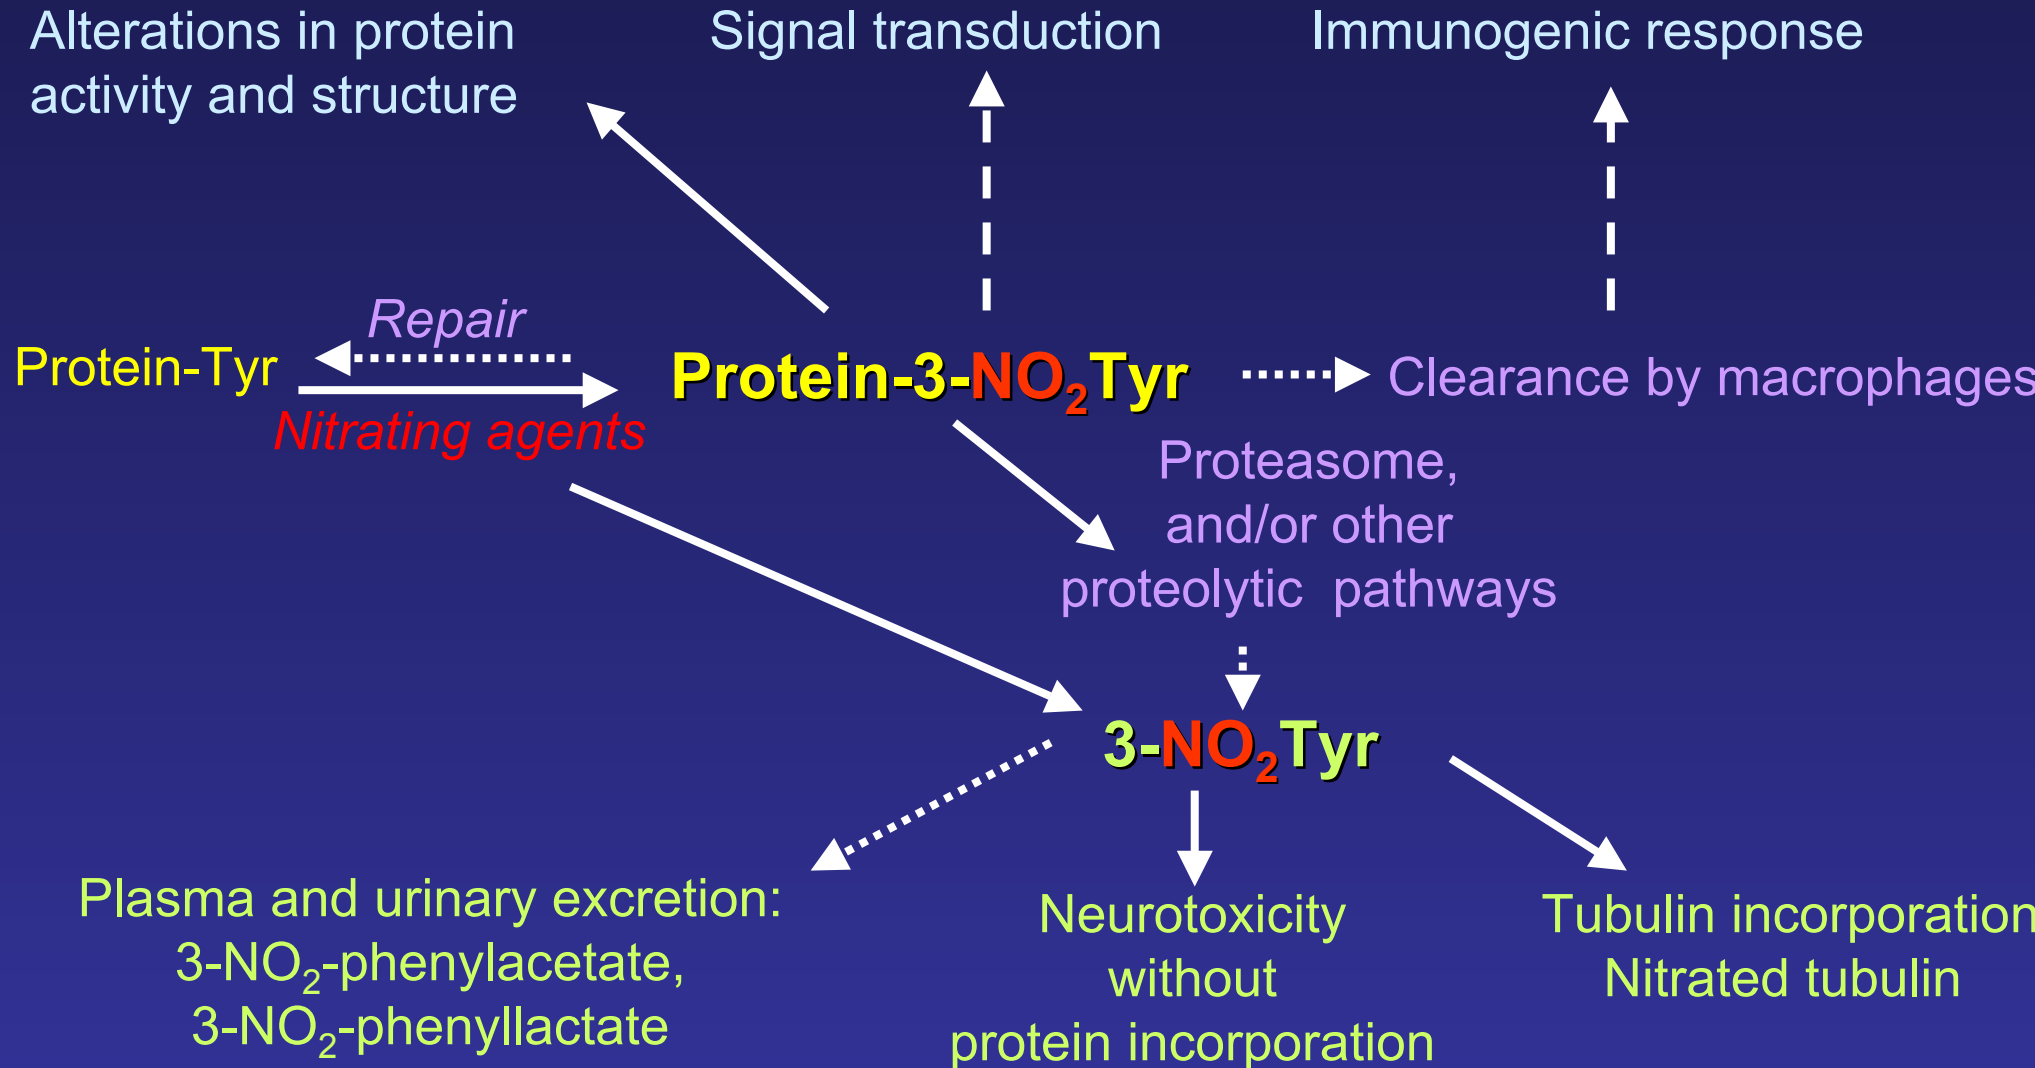 Alterations in protein
activity and structure
Signal transduction
Immunogenic response
Repair
Protein-Tyr
Nitrating agents
Protein-3-NO₂Tyr
Clearance by macrophages
Proteasome,
and/or other
proteolytic pathways
3-NO₂Tyr
Plasma and urinary excretion:
3-NO₂-phenylacetate,
3-NO₂-phenyllactate
Neurotoxicity
without
protein incorporation
Tubulin incorporation
Nitrated tubulin